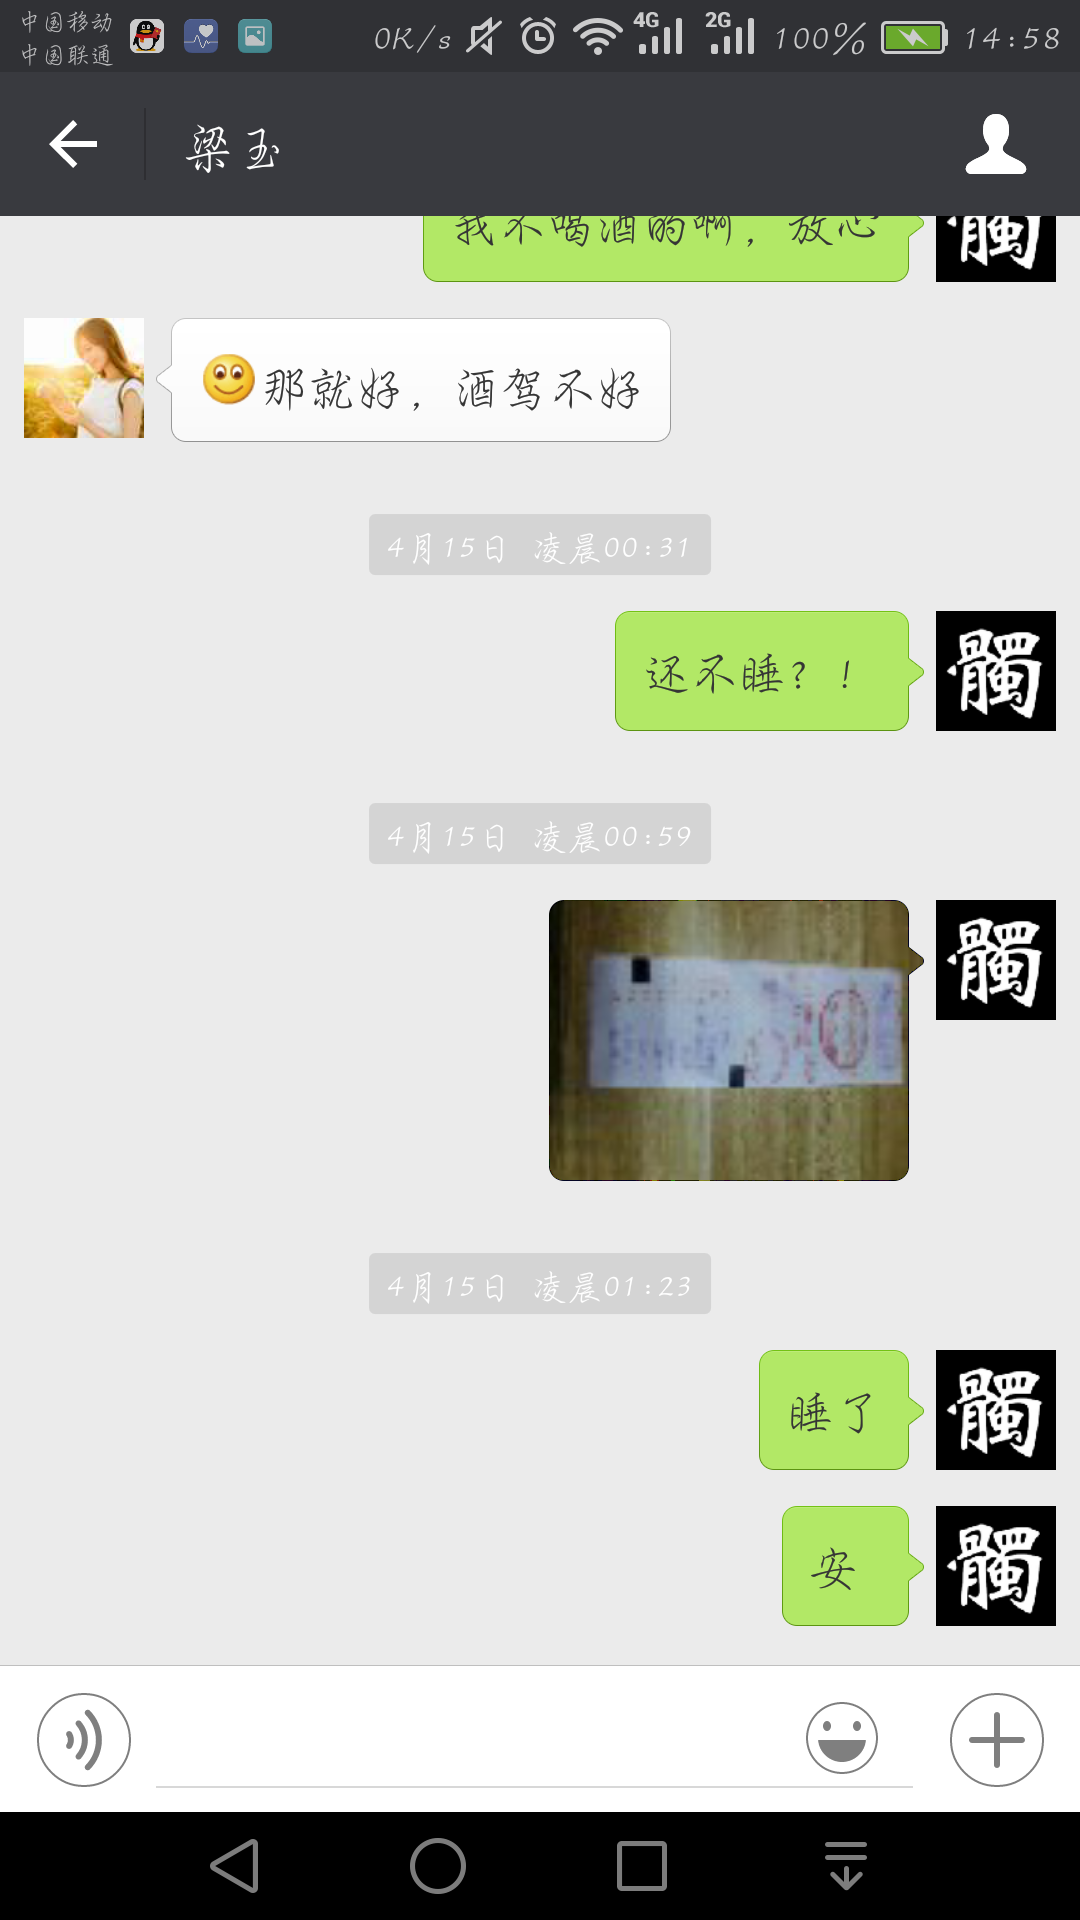 中国移动
中国联通
0K/s 4G 2G 100% 14:58
梁玉
我不喝酒的啊，放心
髑
那就好，酒驾不好
4月15日 凌晨00:31
还不睡？！
髑
4月15日 凌晨00:59
髑
4月15日 凌晨01:23
睡了
髑
安
髑